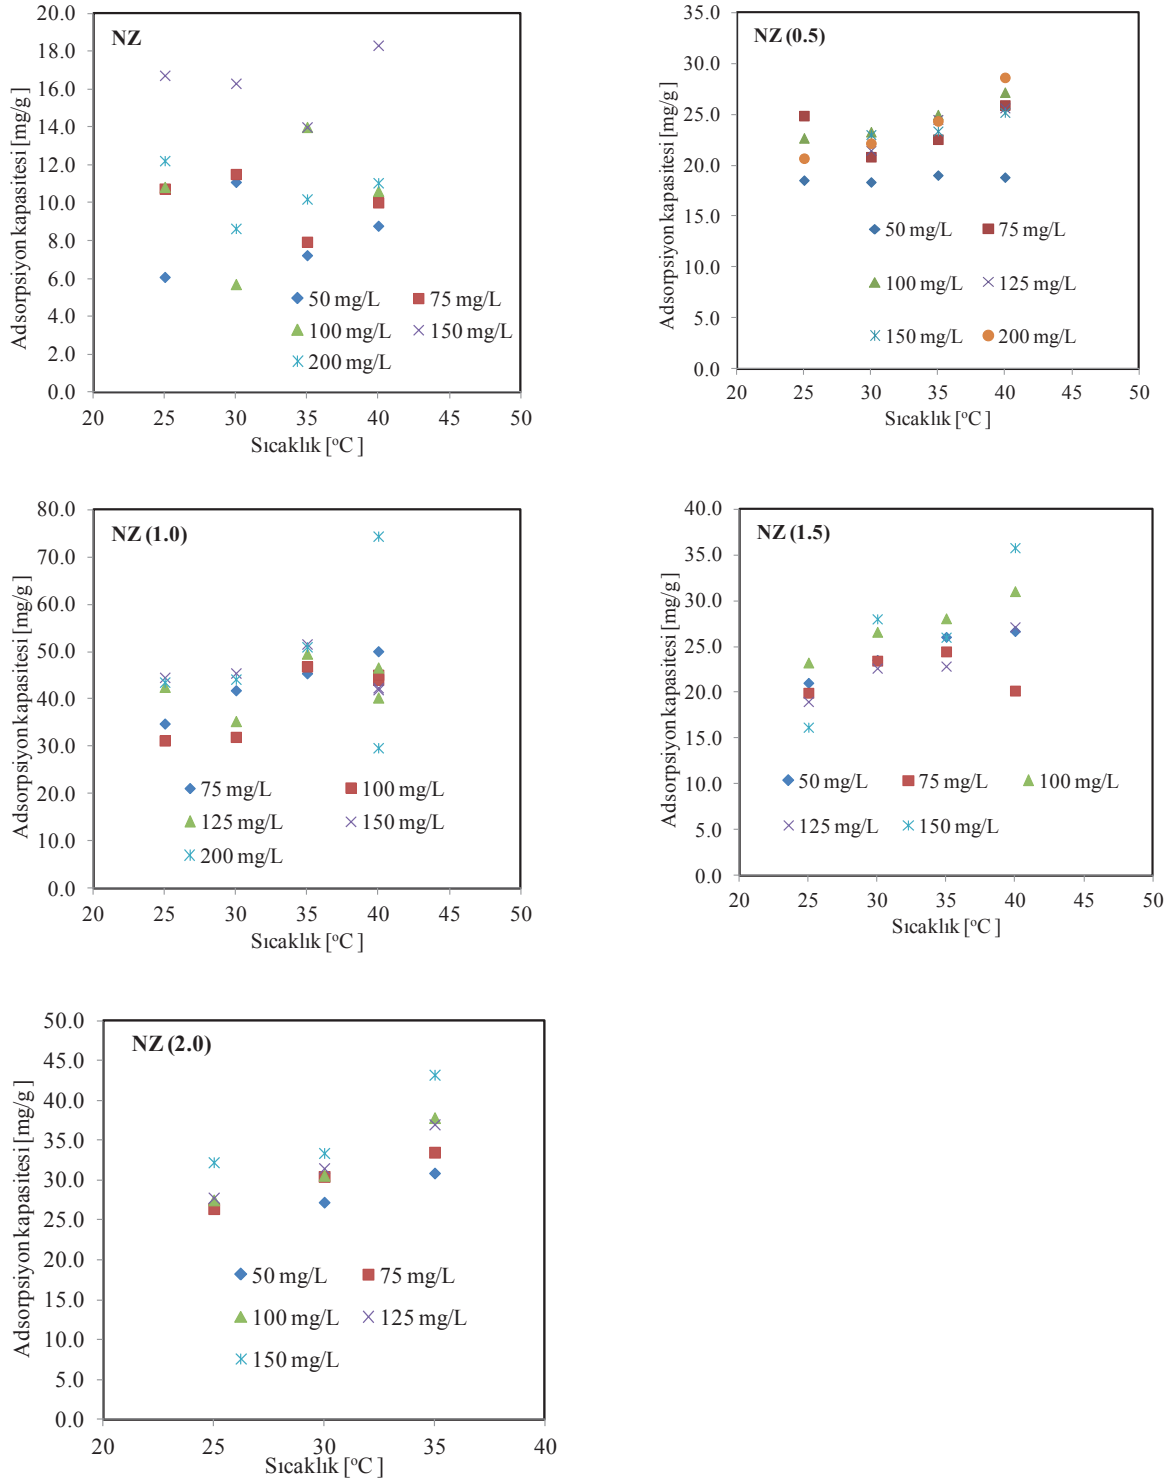 NZ
Adsorpsiyon kapasitesi [mg/g]
20.0
18.0
16.0
14.0
12.0
10.0
8.0
6.0
4.0
2.0
0.0
50 mg/L 75 mg/L
100 mg/L 150 mg/L
200 mg/L
20 25 30 35 40 45 50
Sıcaklık [°C]
NZ (0.5)
Adsorpsiyon kapasitesi [mg/g]
35.0
30.0
25.0
20.0
15.0
10.0
5.0
0.0
50 mg/L 75 mg/L
100 mg/L 125 mg/L
150 mg/L 200 mg/L
20 25 30 35 40 45 50
Sıcaklık [°C]
NZ (1.0)
Adsorpsiyon kapasitesi [mg/g]
80.0
70.0
60.0
50.0
40.0
30.0
20.0
10.0
0.0
75 mg/L 100 mg/L
125 mg/L 150 mg/L
200 mg/L
20 25 30 35 40 45 50
Sıcaklık [°C]
NZ (1.5)
Adsorpsiyon kapasitesi [mg/g]
40.0
35.0
30.0
25.0
20.0
15.0
10.0
5.0
0.0
50 mg/L 75 mg/L 100 mg/L
125 mg/L 150 mg/L
20 25 30 35 40 45 50
Sıcaklık [°C]
NZ (2.0)
Adsorpsiyon kapasitesi [mg/g]
50.0
45.0
40.0
35.0
30.0
25.0
20.0
15.0
10.0
5.0
0.0
50 mg/L 75 mg/L
100 mg/L 125 mg/L
150 mg/L
20 25 30 35 40
Sıcaklık [°C]